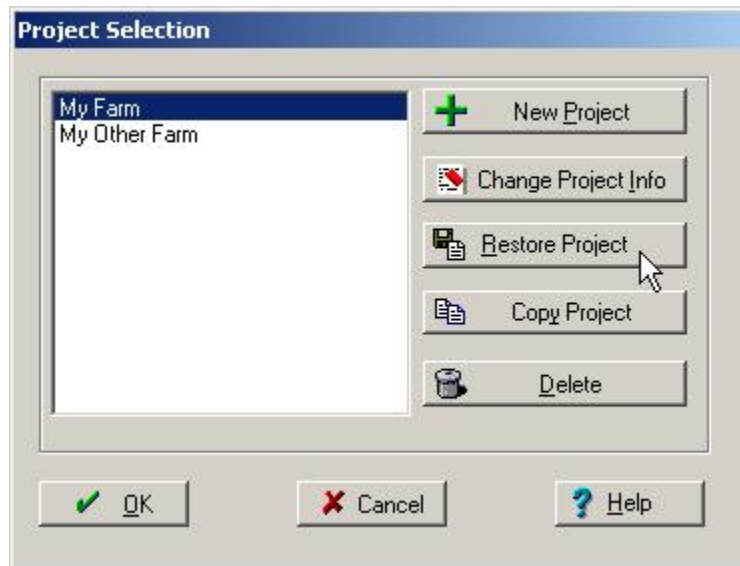 Project Selection
My Farm
My Other Farm
New Project
Change Project Info
Restore Project
Copy Project
Delete
OK
Cancel
Help